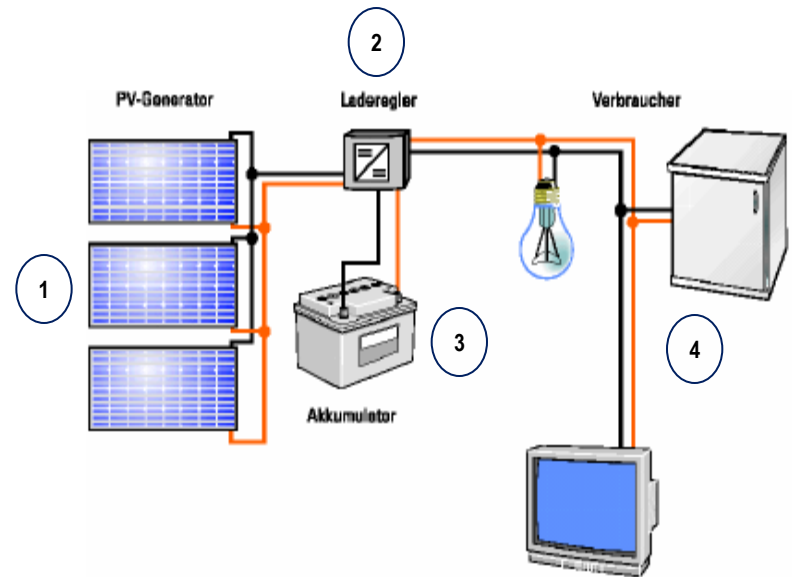 2
PV-Generator
Laderegler
Verbraucher
1
3
4
Akkumulator